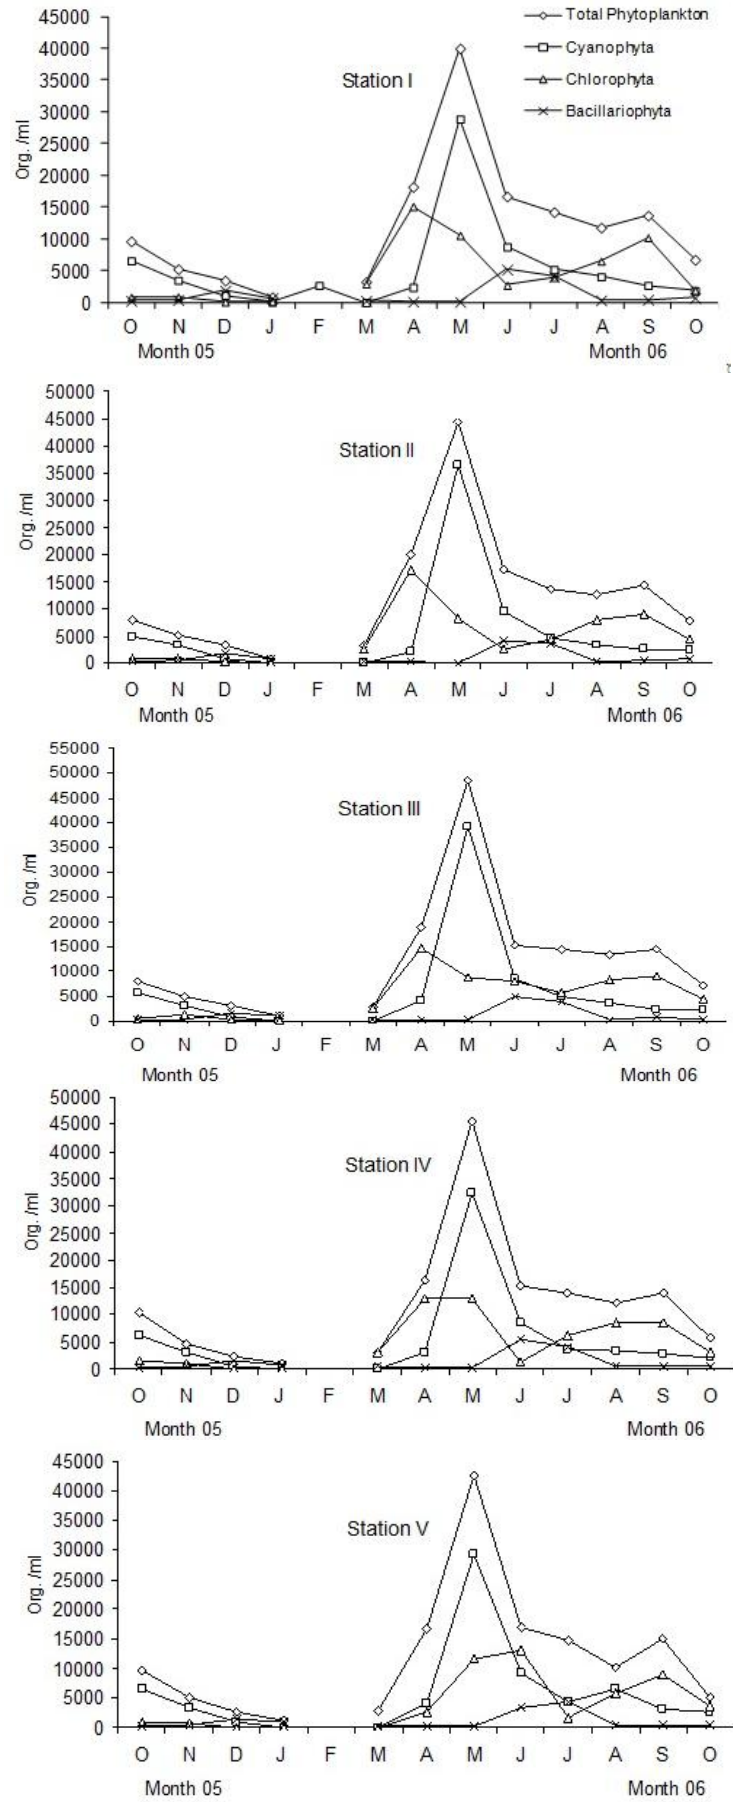 45000
40000
35000
30000
25000
20000
15000
10000
5000
0
Org. /ml
Station I
Total Phytoplankton
Cyanophyta
Chlorophyta
Bacillariophyta
O N D J F M A M J J A S O
Month 05 Month 06
50000
45000
40000
35000
30000
25000
20000
15000
10000
5000
0
Org. /ml
Station II
O N D J F M A M J J A S O
Month 05 Month 06
55000
50000
45000
40000
35000
30000
25000
20000
15000
10000
5000
0
Org. /ml
Station III
O N D J F M A M J J A S O
Month 05 Month 06
50000
45000
40000
35000
30000
25000
20000
15000
10000
5000
0
Org. /ml
Station IV
O N D J F M A M J J A S O
Month 05 Month 06
45000
40000
35000
30000
25000
20000
15000
10000
5000
0
Org. /ml
Station V
O N D J F M A M J J A S O
Month 05 Month 06